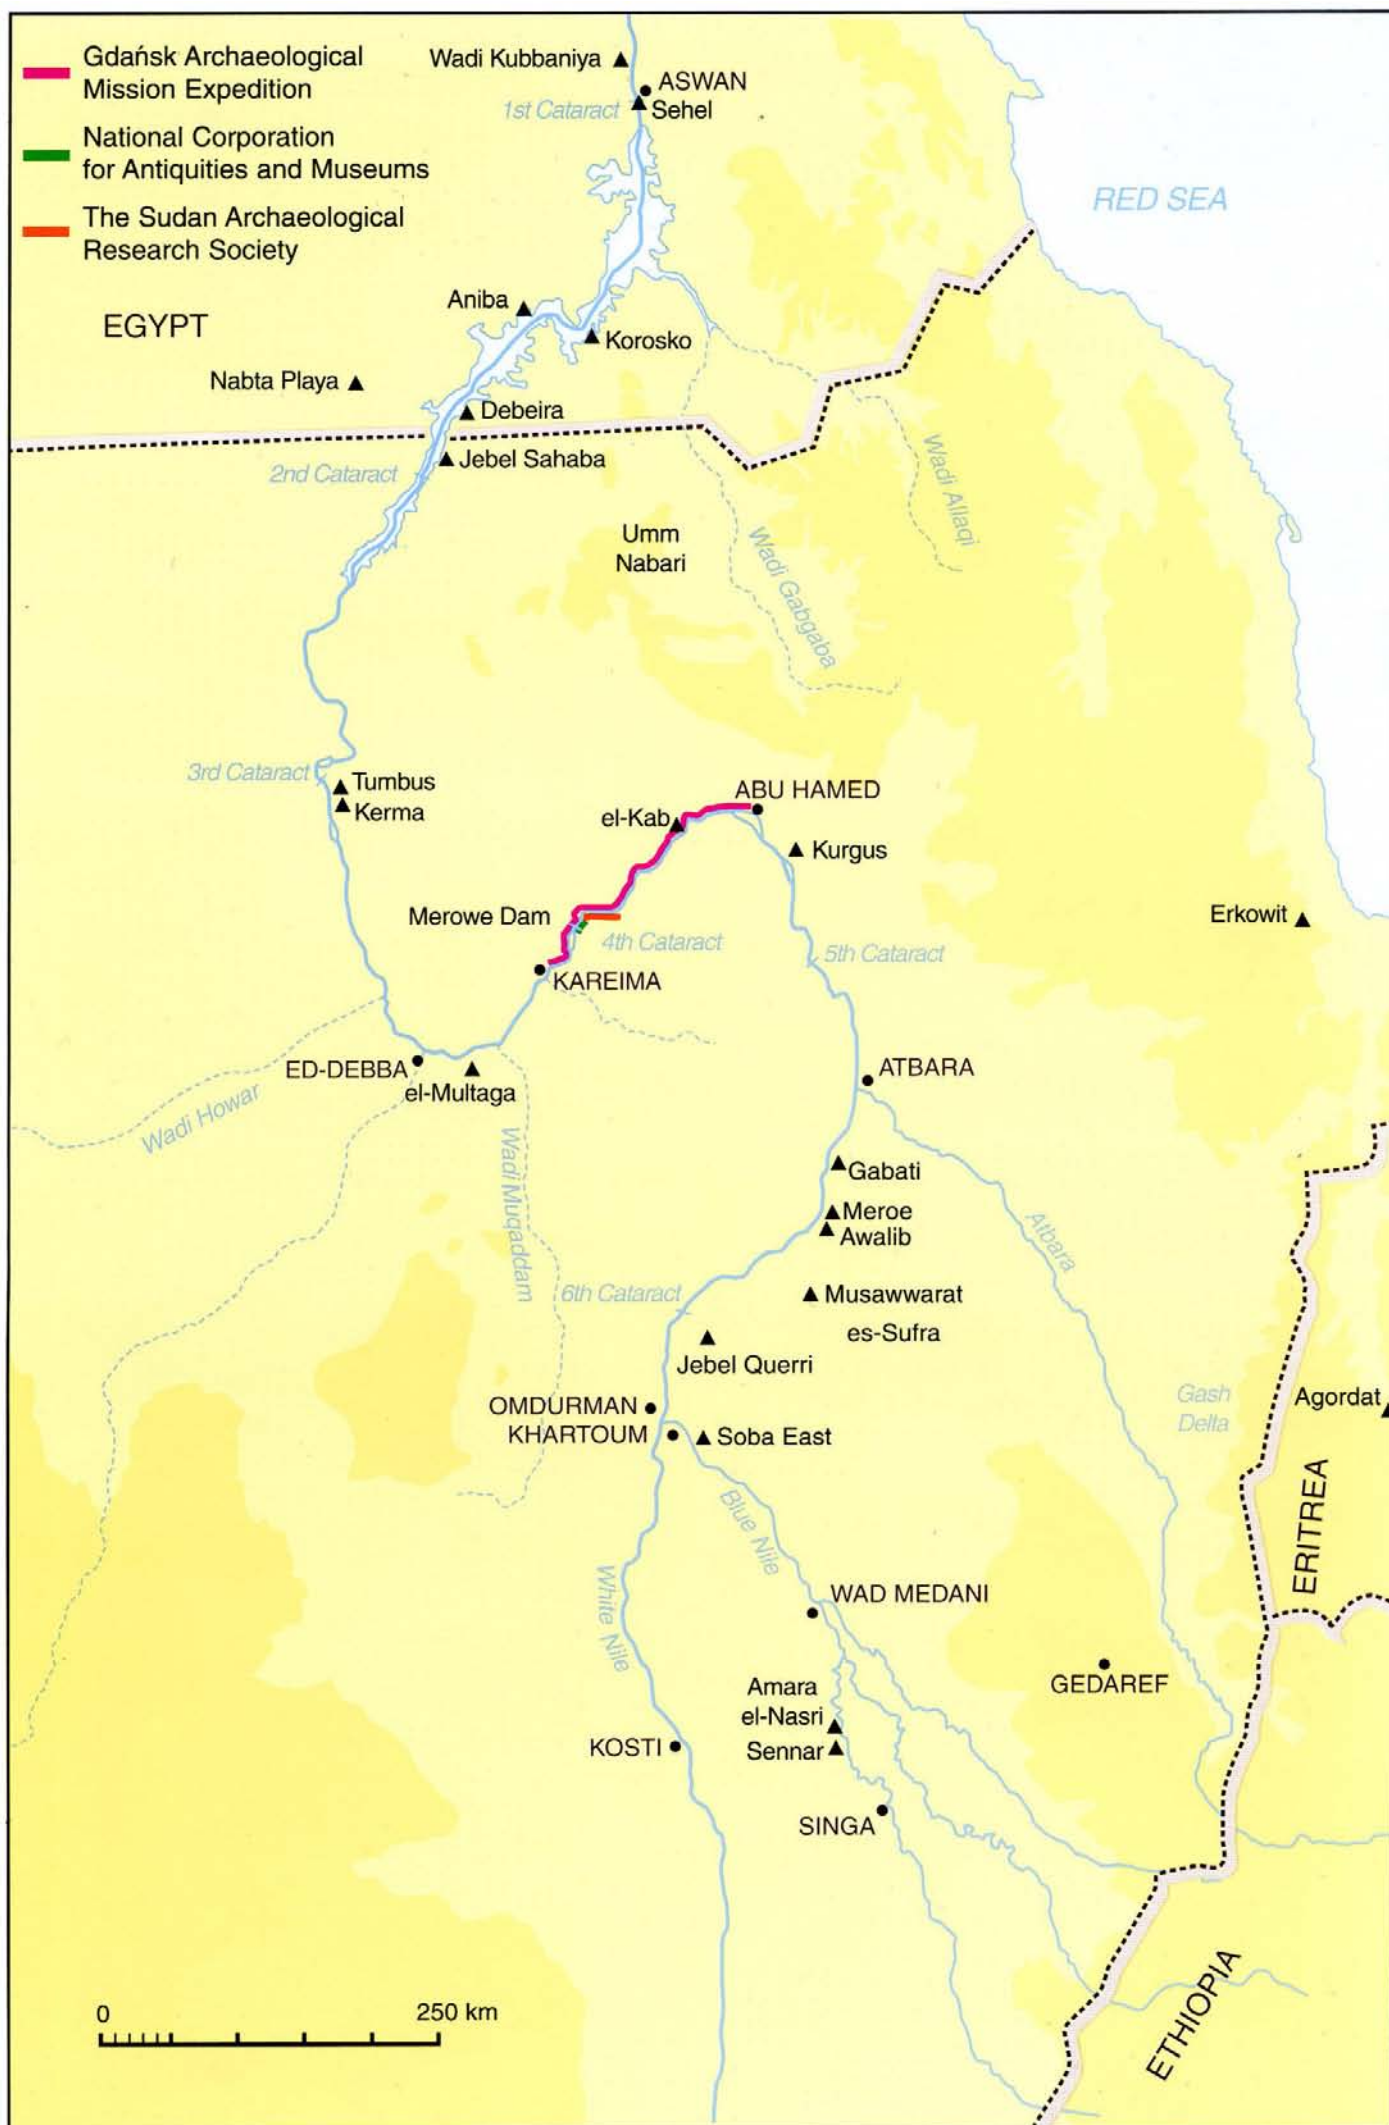 Gdańsk Archaeological
Mission Expedition
National Corporation
for Antiquities and Museums
The Sudan Archaeological
Research Society
Wadi Kubbaniya
ASWAN
1st Cataract
Sehel
RED SEA
EGYPT
Aniba
Korosko
Nabta Playa
Debeira
Jebel Sahaba
2nd Cataract
Wadi Allaqi
Umm
Nabari
Wadi Gabgaba
3rd Cataract
Tumbus
Kerma
ABU HAMED
el-Kab
Kurgus
Merowe Dam
4th Cataract
Erkowit
5th Cataract
KAREIMA
ED-DEBBA
el-Multaga
ATBARA
Wadi Howar
Wadi Muqaddam
Gabati
Meroe
Awalib
Atbara
6th Cataract
Musawwarat
es-Sufra
Jebel Querri
OMDURMAN
KHARTOUM
Soba East
Gash
Delta
Agordat
ERITREA
Blue Nile
White Nile
WAD MEDANI
GEDAREF
Amara
el-Nasri
Sennar
KOSTI
SINGA
ETHIOPIA
0
250 km